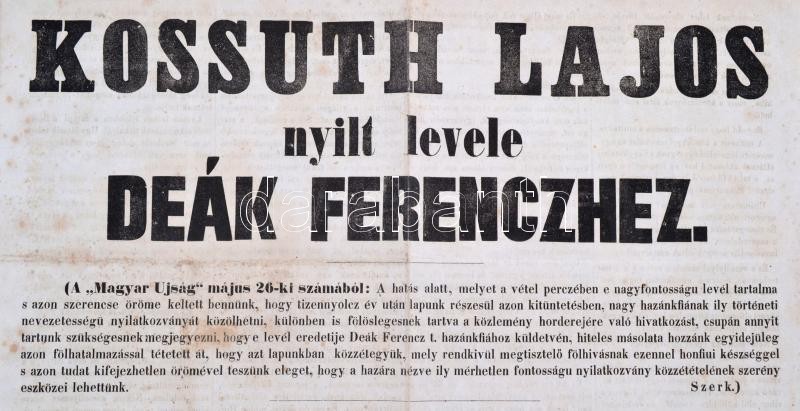 KOSSUTH LAJOS
nyilt levele
DEÁK FERENCZHEZ.
darabanth
(A „Magyar Ujság“ május 26-ki számából: A hatás alatt, melyet a vétel perczében e nagyfontosságu levél tartalma
s azon szerencse öröme keltett bennünk, hogy tizennyolcz év után lapunk részesül azon kitüntetésben, nagy hazánkfiának ily történeti
nevezetességü nyilatkozványát közölhetni, különben is fölöslegesnek tartva a közlemény horderejére való hivatkozást, csupán annyit
tartunk szükségesnek megjegyezni, hogy e levél eredetije Deák Ferencz t. hazánkfiához küldetvén, hiteles másolata hozzánk egyidejüleg
azon fölhatalmazással tétetett át, hogy azt lapunkban közzétegyük, mely rendkivül megtisztelő fölhivásnak ezennel honfiui készséggel
s azon tudat kifejezhetlen örömével teszünk eleget, hogy a hazára nézve ily mérhetlen fontosságu nyilatkozvány közzétételének szerény
eszközei lehettünk. Szerk.)